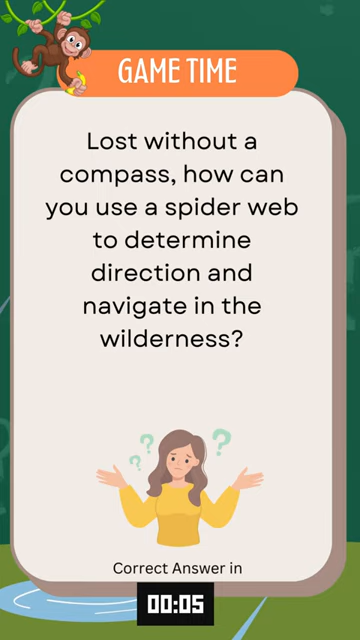 GAME TIME
Lost without a
compass, how can
you use a spider web
to determine
direction and
navigate in the
wilderness?
Correct Answer in
00:05